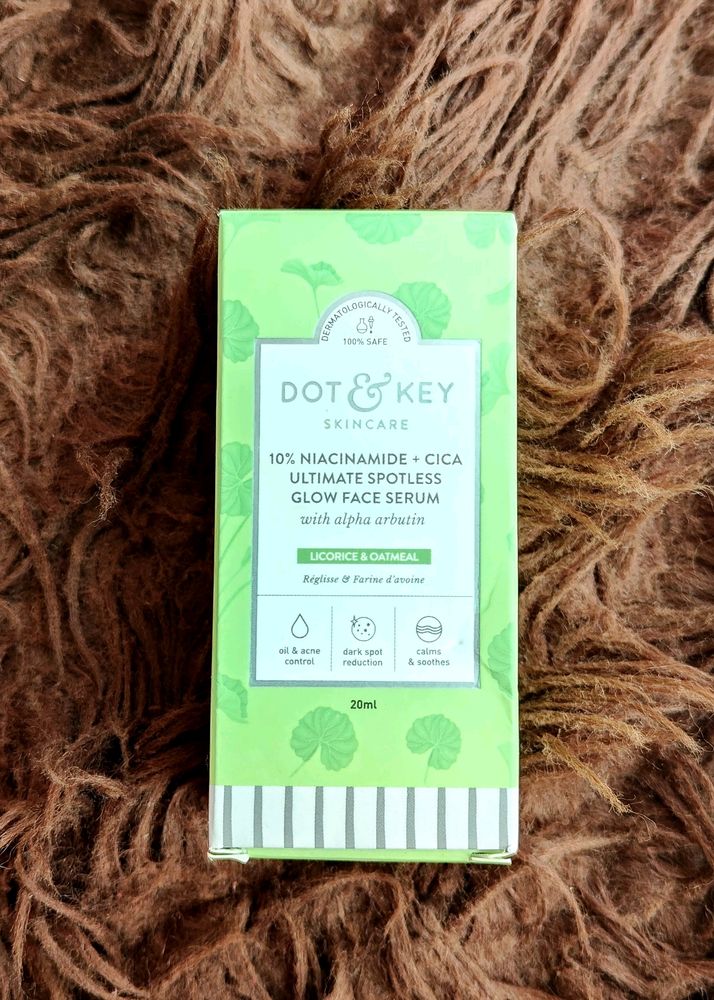 DERMATOLOGICALLY TESTED
100% SAFE
DOT & KEY
SKINCARE
10% NIACINAMIDE + CICA
ULTIMATE SPOTLESS
GLOW FACE SERUM
with alpha arbutin
LICORICE & OATMEAL
Réglisse & Farine d'avoine
oil & acne
control
dark spot
reduction
calms
& soothes
20ml